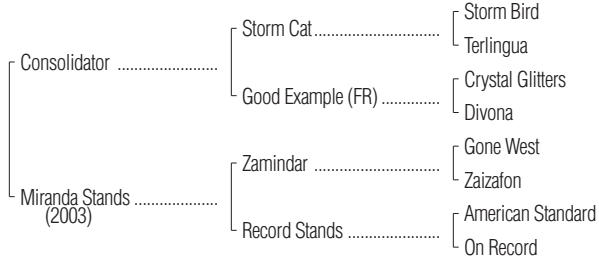 Storm Bird
Storm Cat ....................................
Terlingua
Consolidator .............................
Crystal Glitters
Good Example (FR) .................
Divona
Gone West
Zamindar ....................................
Zaizafon
Miranda Stands ........................
(2003)
American Standard
Record Stands ..........................
On Record